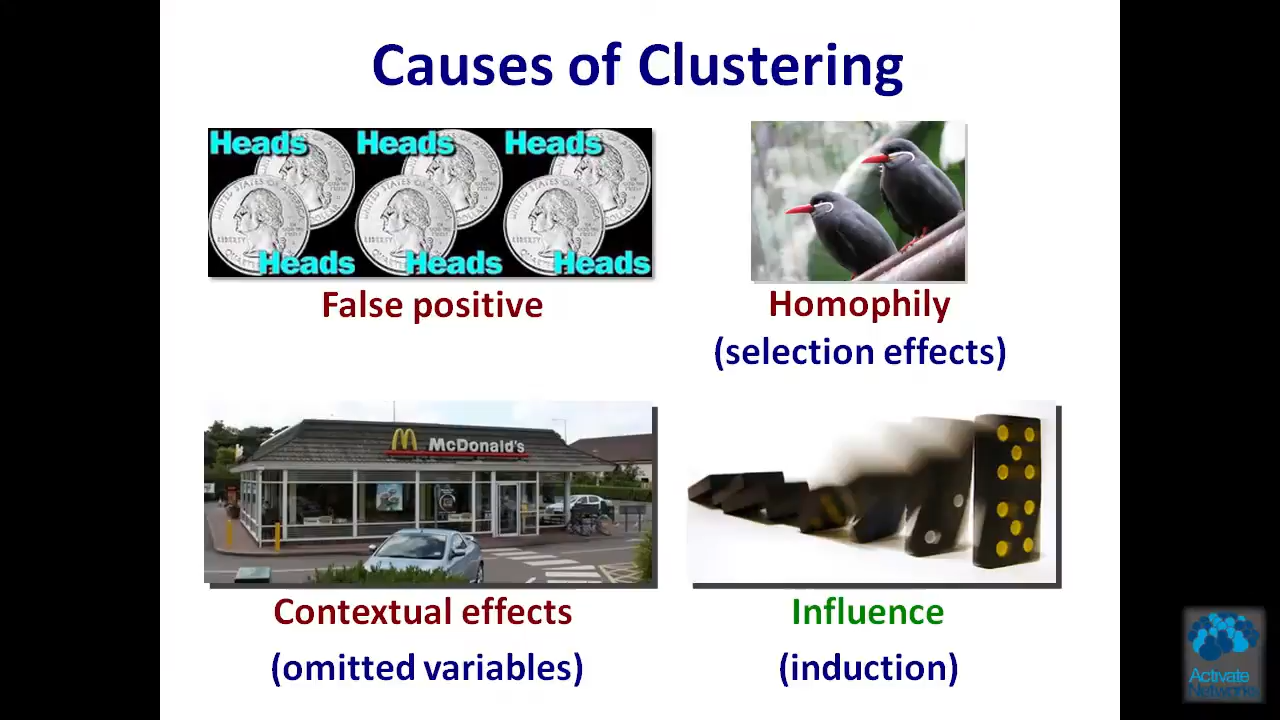 Causes of Clustering
Heads Heads Heads
Heads Heads Heads
False positive
Homophily
(selection effects)
McDonald's
Contextual effects
(omitted variables)
Influence
(induction)
Activate
Networks